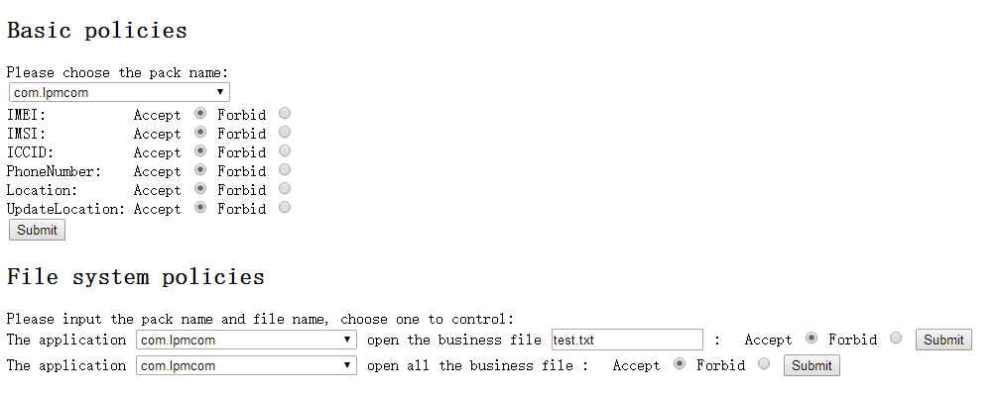 Basic policies
Please choose the pack name:
com.lpmcom
IMEI: Accept Forbid
IMSI: Accept Forbid
ICCID: Accept Forbid
PhoneNumber: Accept Forbid
Location: Accept Forbid
UpdateLocation: Accept Forbid
Submit
File system policies
Please input the pack name and file name, choose one to control:
The application com.lpmcom open the business file test.txt : Accept Forbid Submit
The application com.lpmcom open all the business file : Accept Forbid Submit